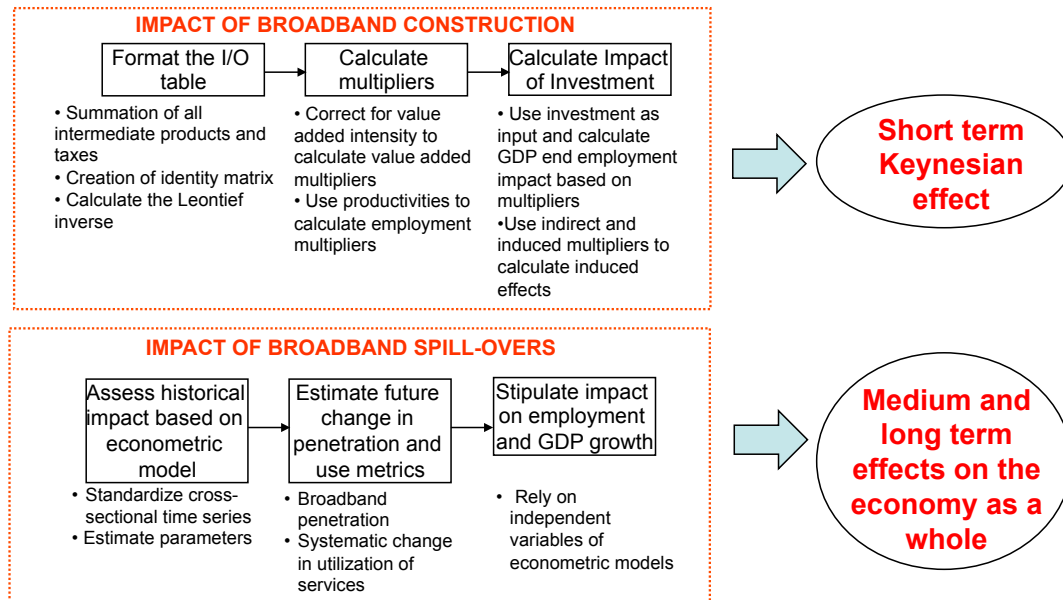 IMPACT OF BROADBAND CONSTRUCTION
Format the I/O
table
• Summation of all
intermediate products and
taxes
• Creation of identity matrix
• Calculate the Leontief
inverse
Calculate
multipliers
• Correct for value
added intensity to
calculate value added
multipliers
• Use productivities to
calculate employment
multipliers
Calculate Impact
of Investment
• Use investment as
input and calculate
GDP end employment
impact based on
multipliers
•Use indirect and
induced multipliers to
calculate induced
effects
Short term
Keynesian
effect
IMPACT OF BROADBAND SPILL-OVERS
Assess historical
impact based on
econometric
model
• Standardize cross-
sectional time series
• Estimate parameters
Estimate future
change in
penetration and
use metrics
• Broadband
penetration
• Systematic change
in utilization of
services
Stipulate impact
on employment
and GDP growth
• Rely on
independent
variables of
econometric models
Medium and
long term
effects on the
economy as a
whole